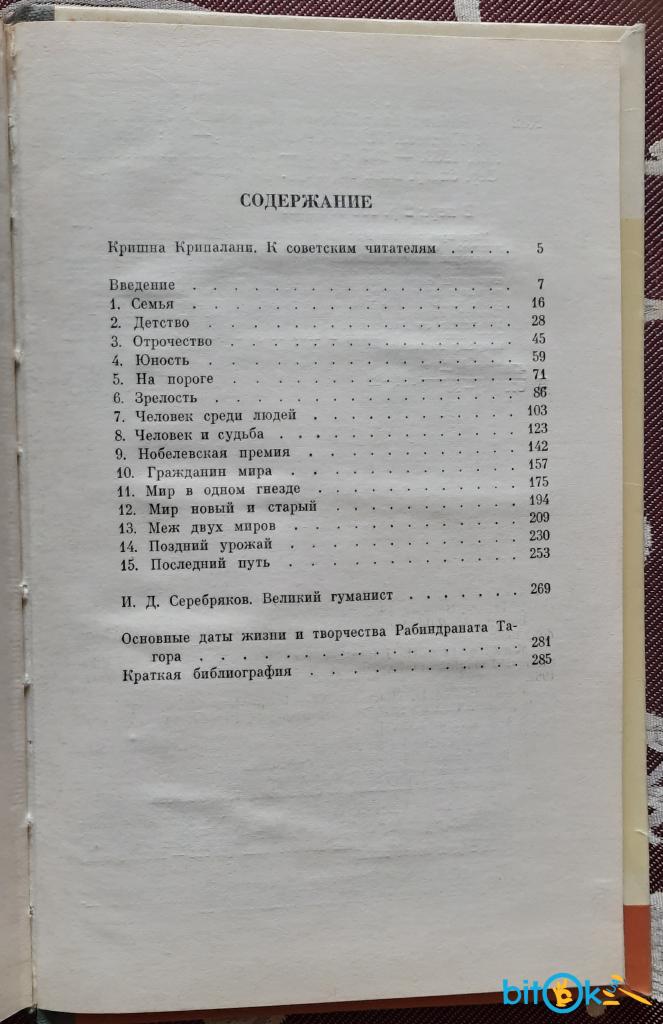 СОДЕРЖАНИЕ
Кришна Крипалани. К советским читателям . . . . 5
Введение . . . . . . . . . . . . . . . . . . 7
1. Семья . . . . . . . . . . . . . . . . . . 16
2. Детство . . . . . . . . . . . . . . . . . 28
3. Отрочество . . . . . . . . . . . . . . . . 45
4. Юность . . . . . . . . . . . . . . . . . 59
5. На пороге . . . . . . . . . . . . . . . . 71
6. Зрелость . . . . . . . . . . . . . . . . . 86
7. Человек среди людей . . . . . . . . . . . 103
8. Человек и судьба . . . . . . . . . . . . . 123
9. Нобелевская премия . . . . . . . . . . . . 142
10. Гражданин мира . . . . . . . . . . . . . 157
11. Мир в одном гнезде . . . . . . . . . . . 175
12. Мир новый и старый . . . . . . . . . . . 194
13. Меж двух миров . . . . . . . . . . . . . 209
14. Поздний урожай . . . . . . . . . . . . . 230
15. Последний путь . . . . . . . . . . . . . 253
И. Д. Серебряков. Великий гуманист . . . . . . . 269
Основные даты жизни и творчества Рабиндраната Та-
гора . . . . . . . . . . . . . . . . . 281
Краткая библиография . . . . . . . . . . . . 285
bitOk